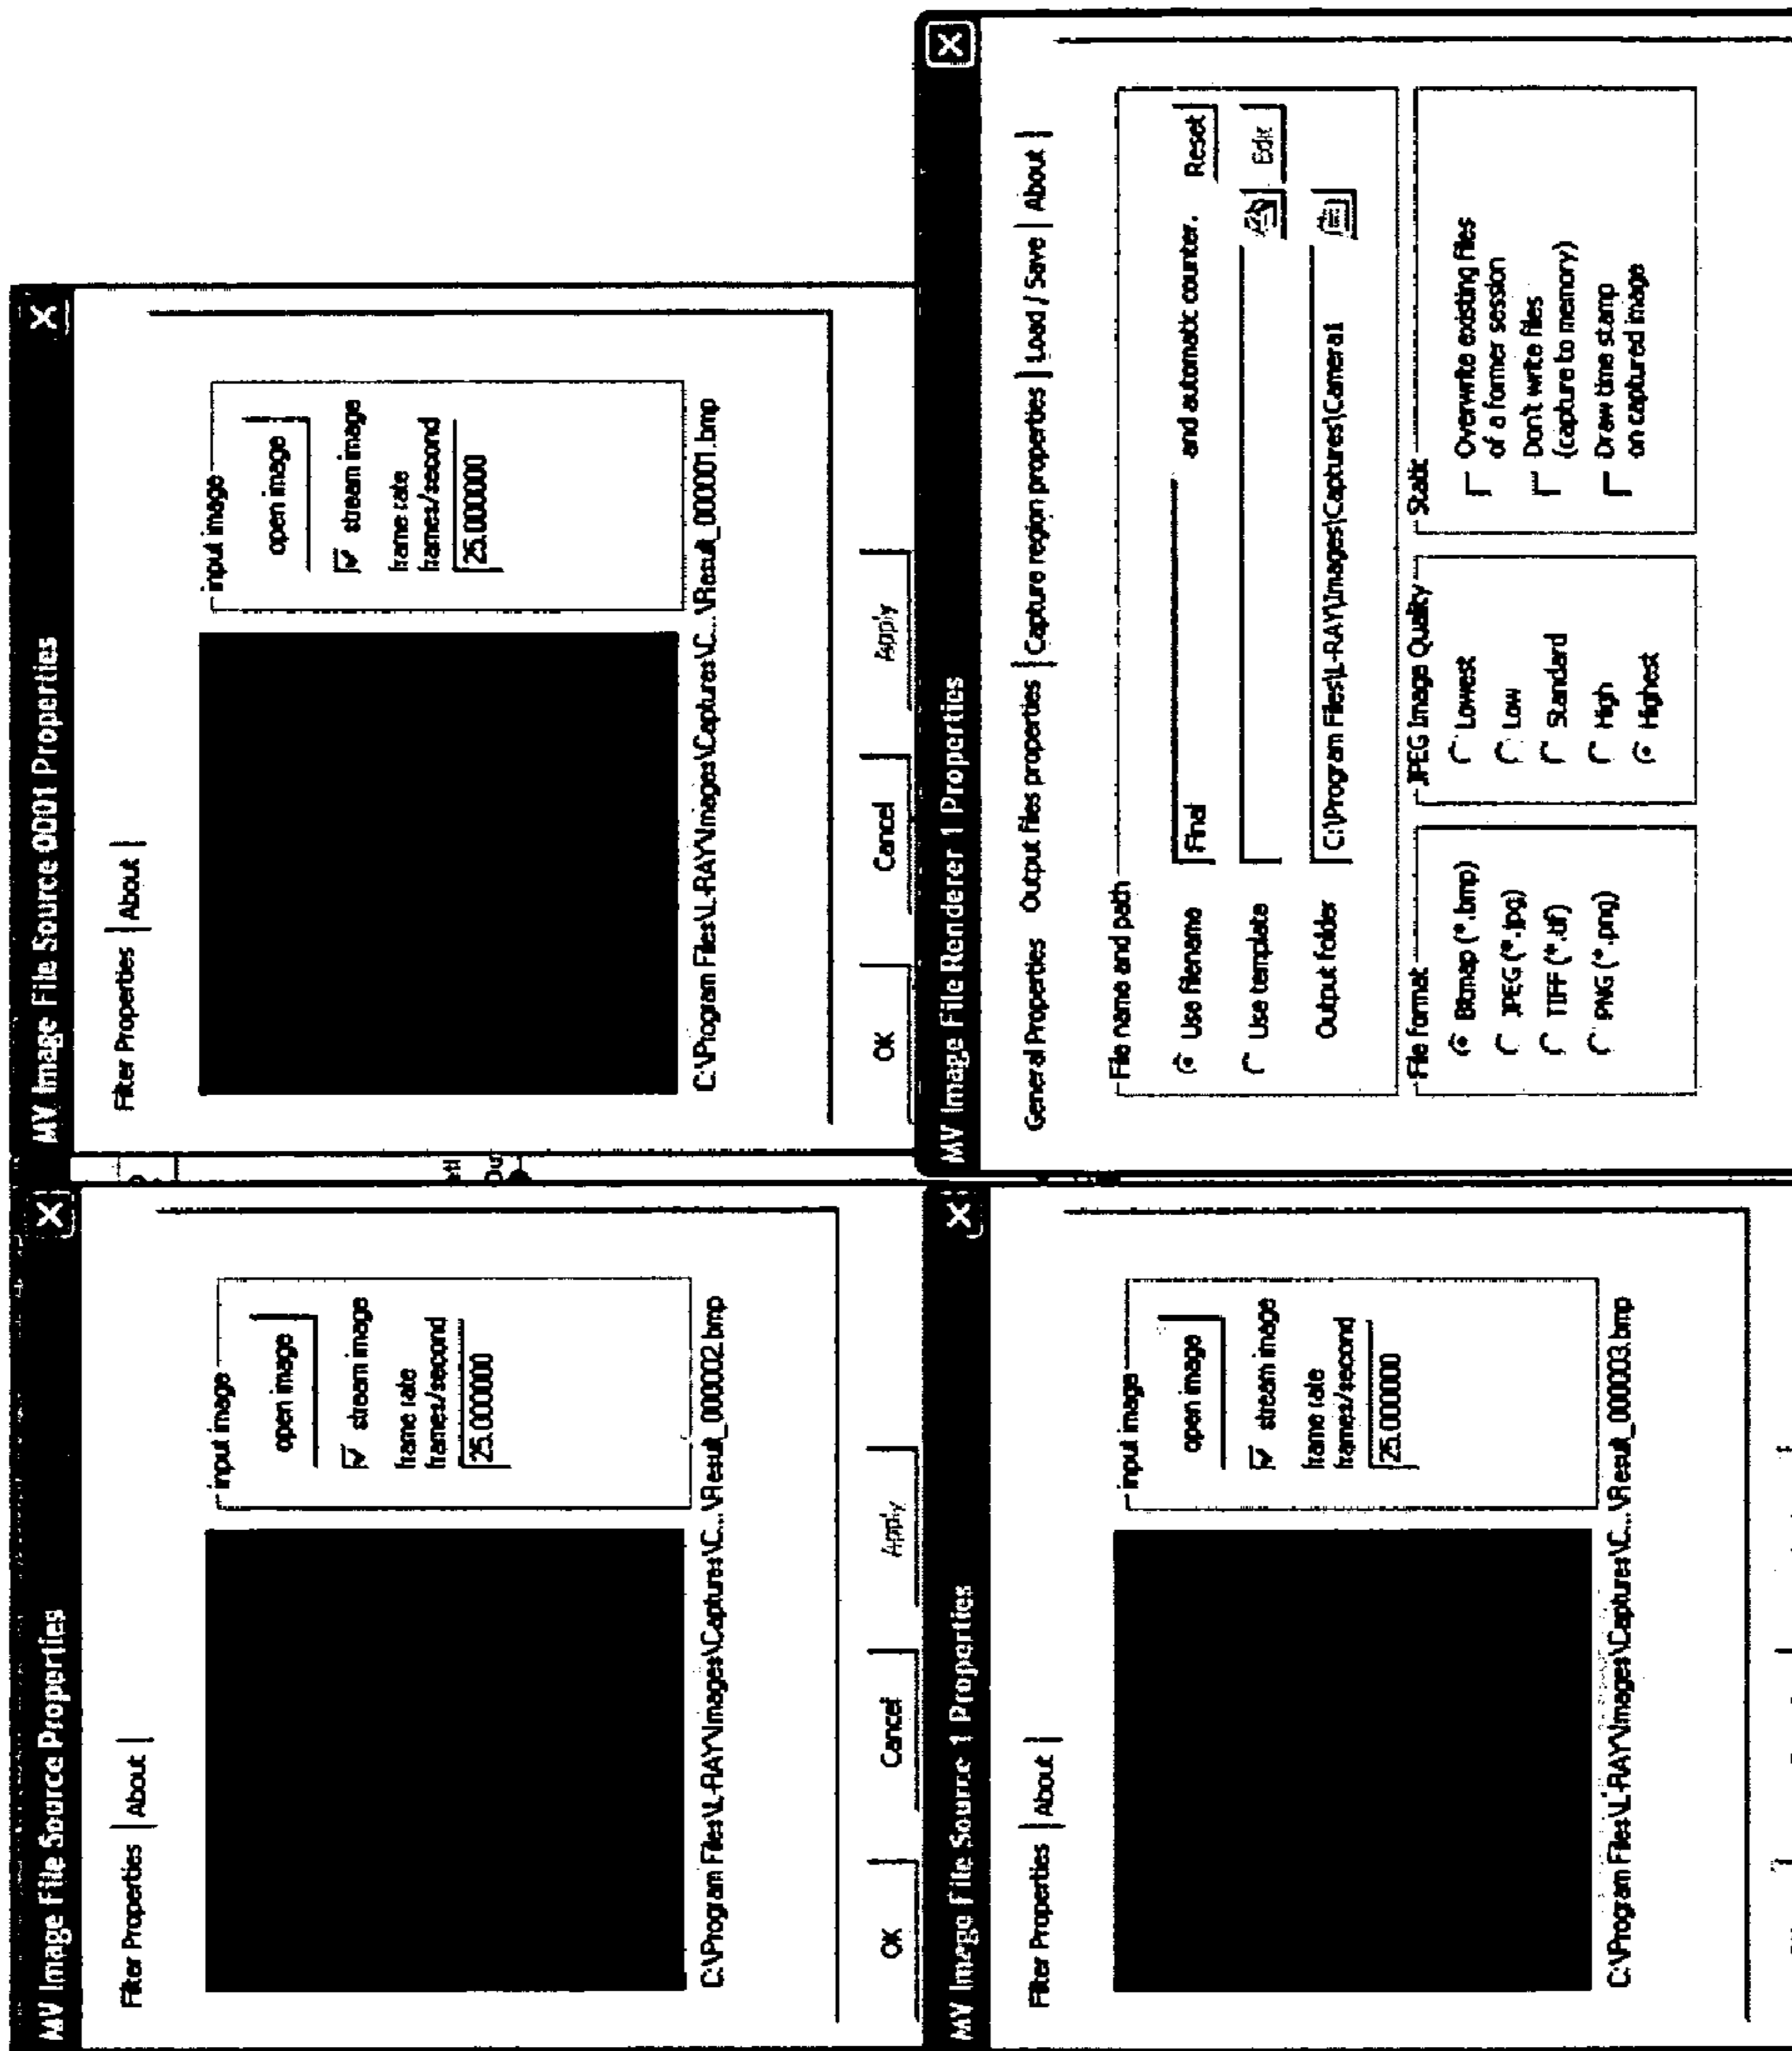 MV Image File Source Properties
Filter Properties | About |
input image
open image
stream image
frame rate
frames/second
25.000000
C:\Program Files\L-RAY\Images\Captures\C...\Result_000002.bmp
OK
Cancel
Apply
MV Image File Source 0001 Properties
Filter Properties | About |
input image
open image
stream image
frame rate
frames/second
25.000000
C:\Program Files\L-RAY\Images\Captures\C...\Result_000001.bmp
OK
Cancel
Apply
MV Image File Source 1 Properties
Filter Properties | About |
input image
open image
stream image
frame rate
frames/second
25.000000
C:\Program Files\L-RAY\Images\Captures\C...\Result_000003.bmp
MV Image File Renderer 1 Properties
General Properties Output files properties | Capture region properties | Load / Save | About |
File name and path
Use filename Final and automatic counter. Reset
Use template Edit
Output folder C:\Program Files\L-RAY\Images\Captures\Camera1
File format
Bitmap (*.bmp)
JPEG (*.jpg)
TIFF (*.tif)
PNG (*.png)
JPEG Image Quality
Lowest
Low
Standard
High
Highest
Static
Overwrite existing files
of a former session
Don't write files
(capture to memory)
Draw time stamp
on captured image